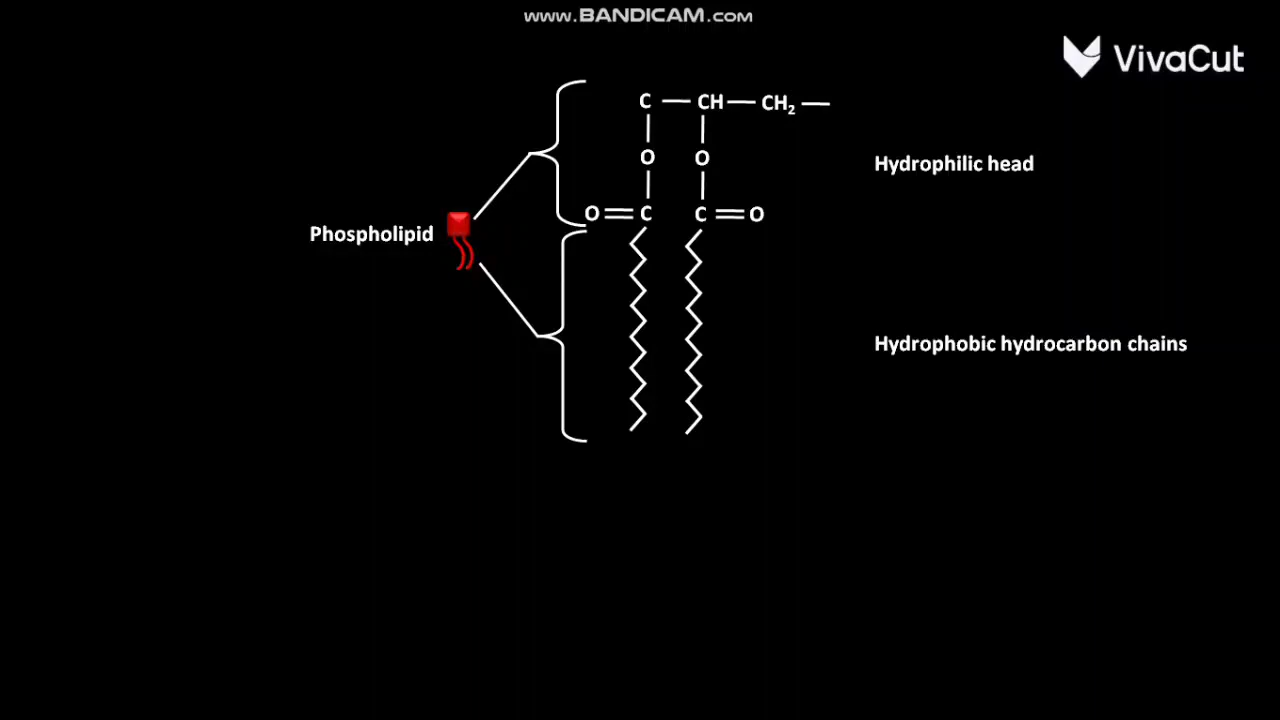 www.BANDICAM.com
VivaCut
C — CH — CH₂ —
O O
Hydrophilic head
O=C C=O
Phospholipid
Hydrophobic hydrocarbon chains